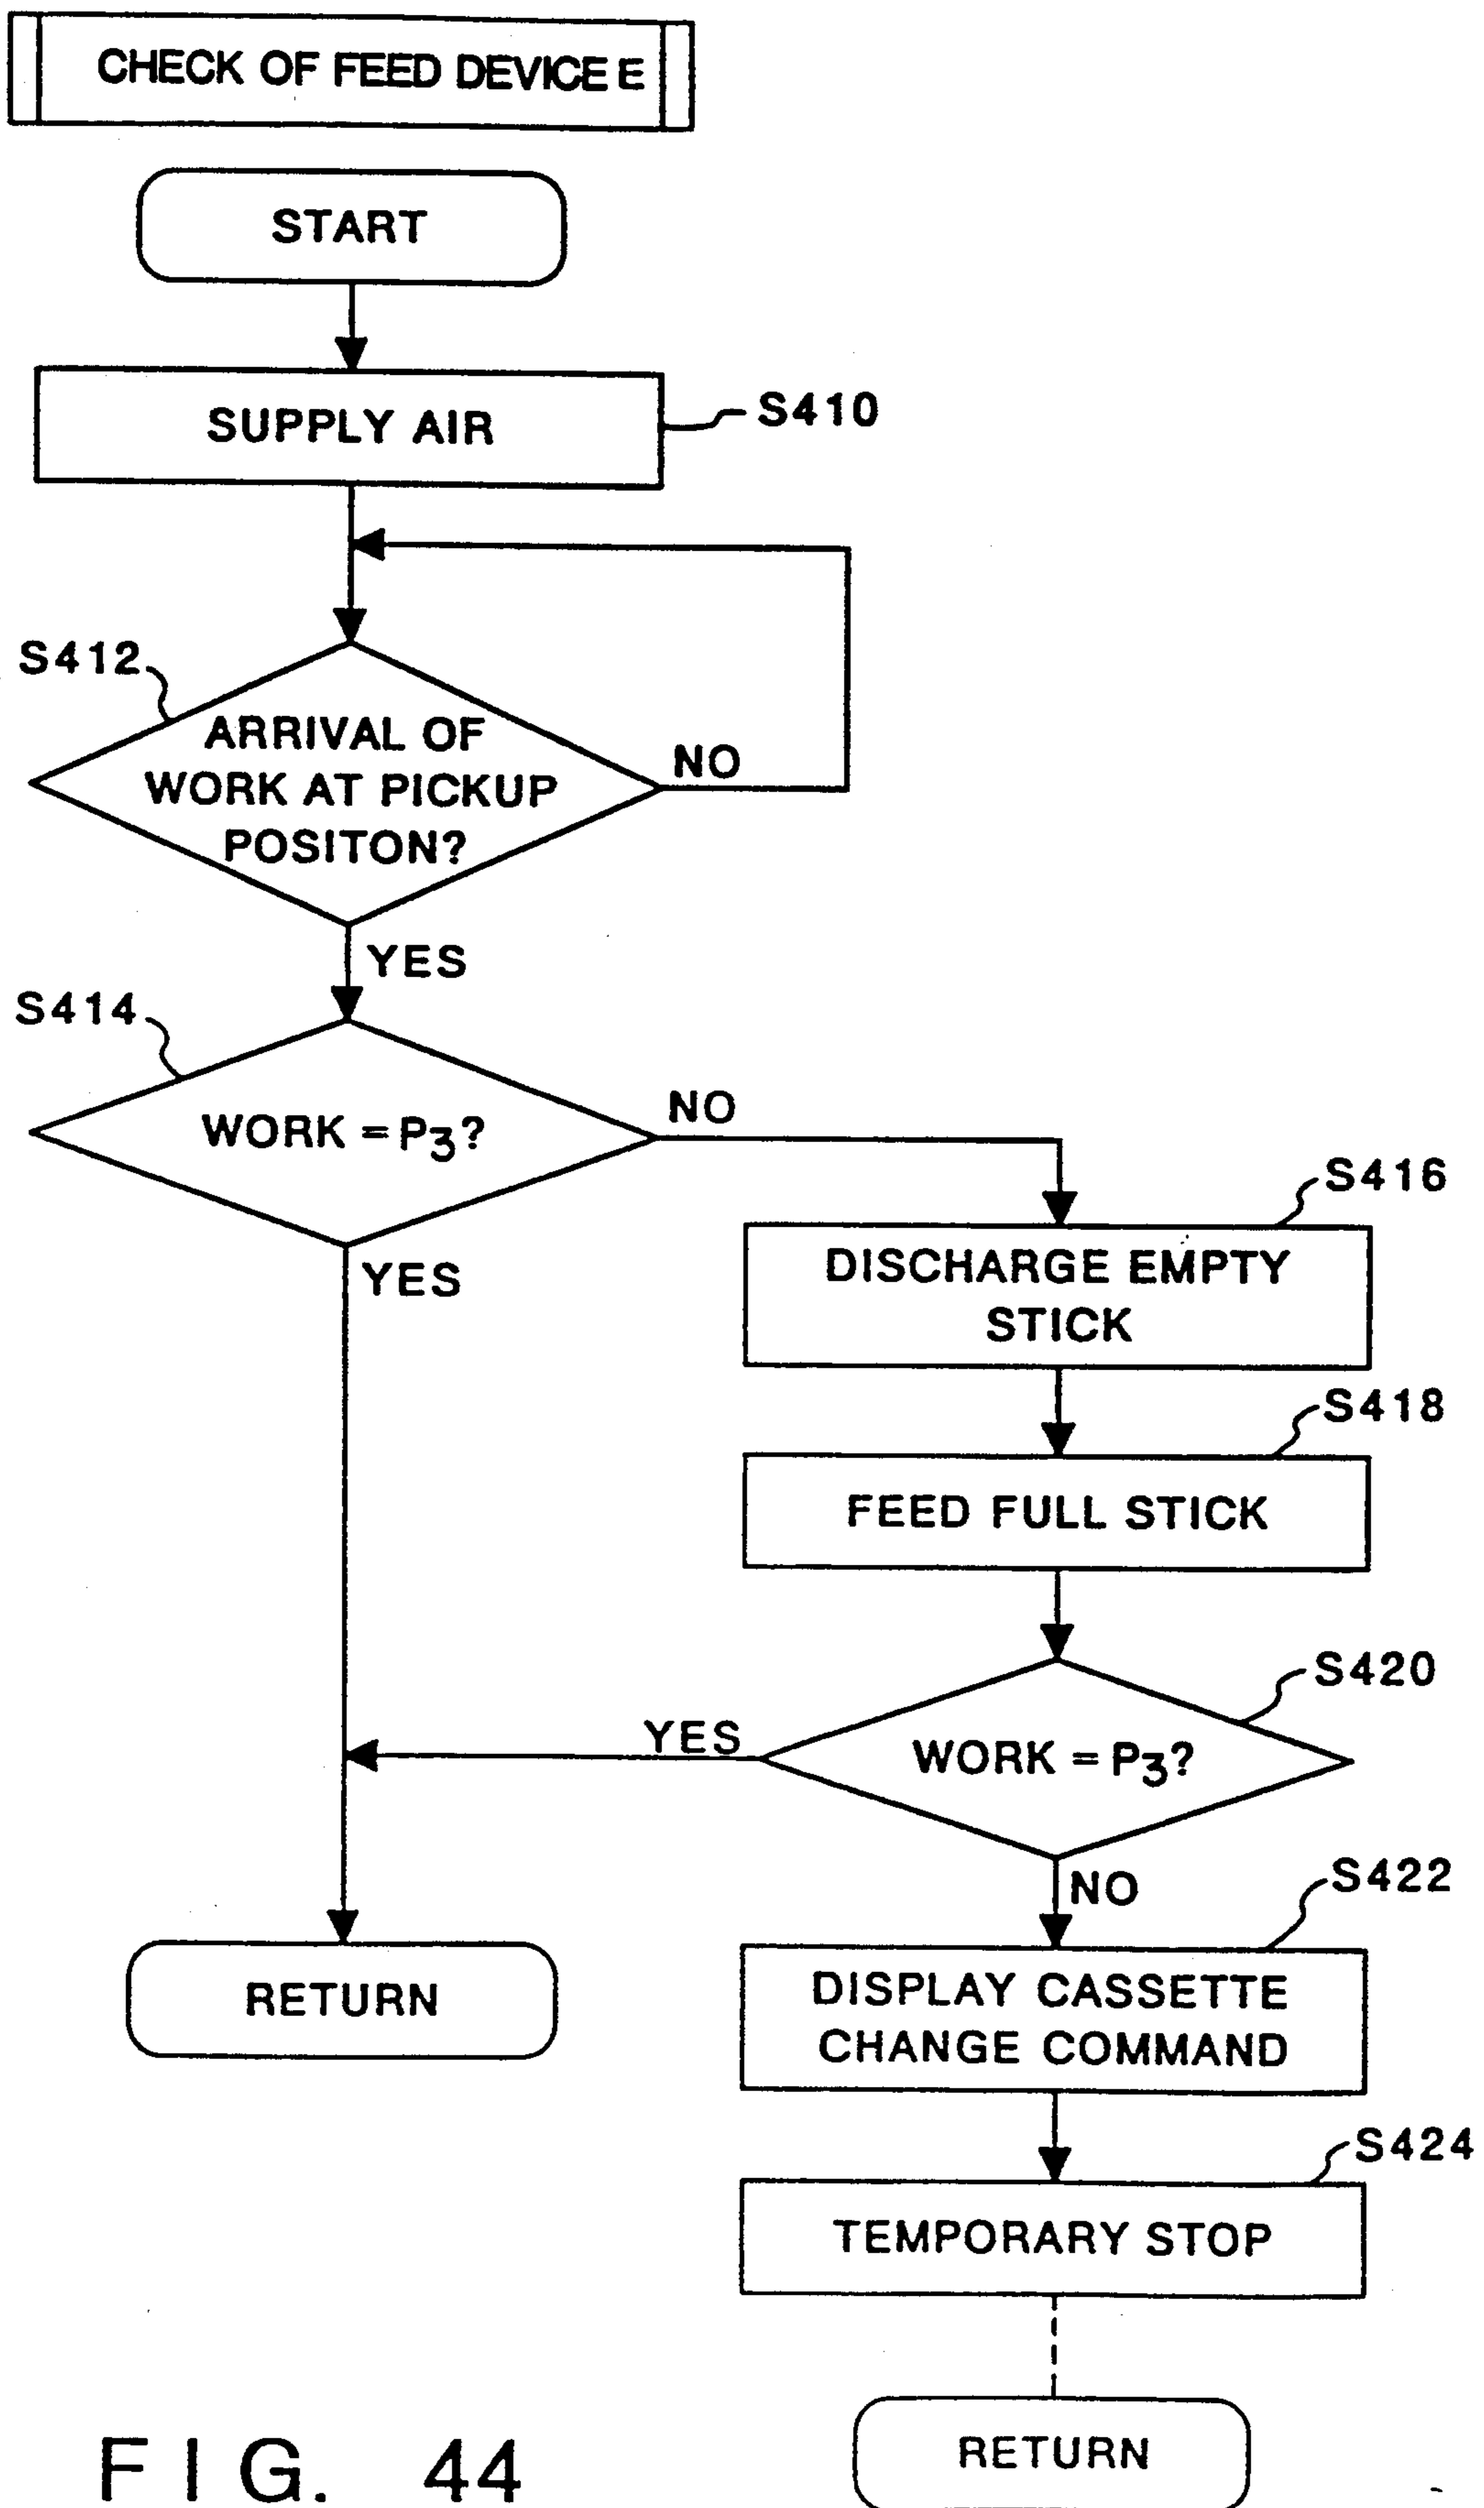 CHECK OF FEED DEVICE E
START
SUPPLY AIR
S410
S412
ARRIVAL OF
WORK AT PICKUP
POSITON?
NO
YES
S414
WORK = P3?
NO
YES
S416
DISCHARGE EMPTY
STICK
S418
FEED FULL STICK
S420
WORK = P3?
YES
NO
S422
DISPLAY CASSETTE
CHANGE COMMAND
RETURN
S424
TEMPORARY STOP
RETURN
FIG. 44